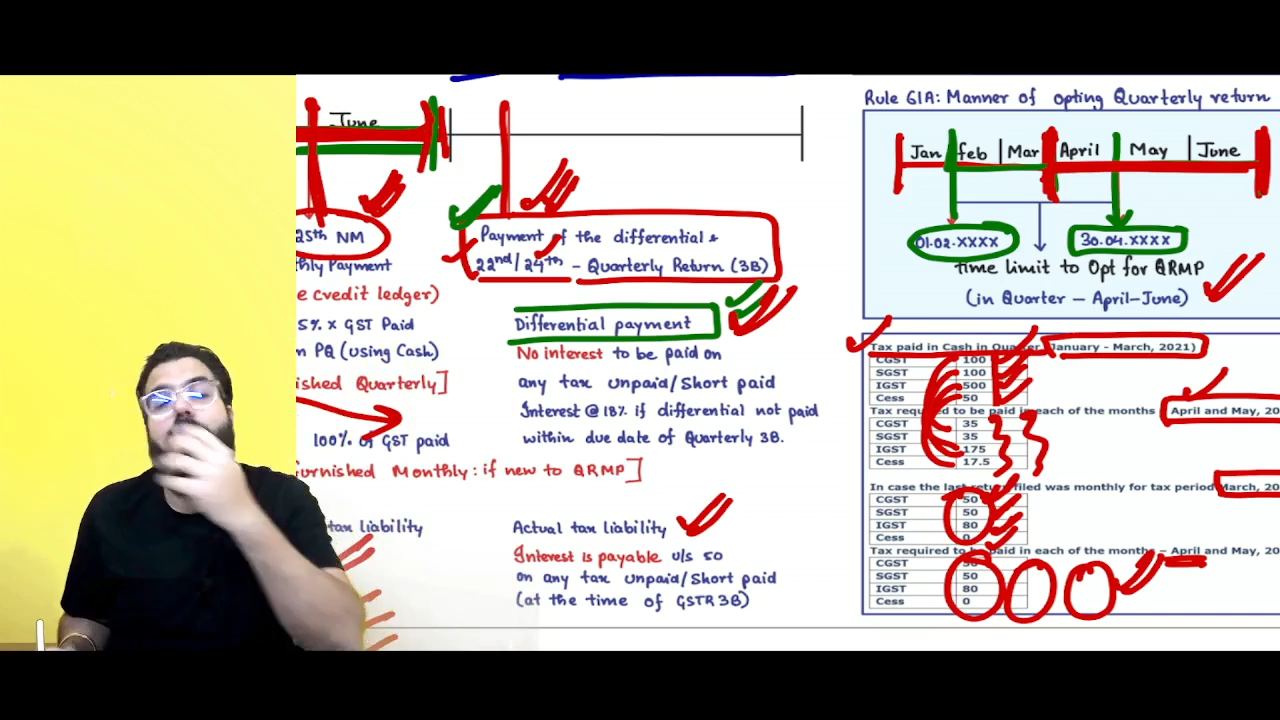 June
25th NM
thly Payment
e credit ledger)
5% x GST Paid
n PQ (using Cash)
ished Quarterly]
100% of GST paid
urnished Monthly: if new to QRMP]
tax liability
Payment of the differential &
22nd/24th - Quarterly Return (3B)
Differential payment
No interest to be paid on
any tax unpaid/Short paid
Interest @ 18% if differential not paid
within due date of Quarterly 3B.
Actual tax liability
Interest is payable u/s 50
on any tax unpaid/Short paid
(at the time of GSTR3B)
Rule 61A: Manner of opting Quarterly return
Jan feb Mar April May June
01.02.XXXX 30.04.XXXX
time limit to Opt for QRMP
(in Quarter - April-June)
Tax paid in Cash in Quarter (January - March, 2021)
CGST 100
SGST 100
IGST 500
Cess 50
Tax required to be paid in each of the months April and May, 20
CGST 35
SGST 35
IGST 175
Cess 17.5
In case the last return filed was monthly for tax period March, 20
CGST 50
SGST 50
IGST 80
Cess 0
Tax required to be paid in each of the months - April and May, 20
CGST 50
SGST 50
IGST 80
Cess 0